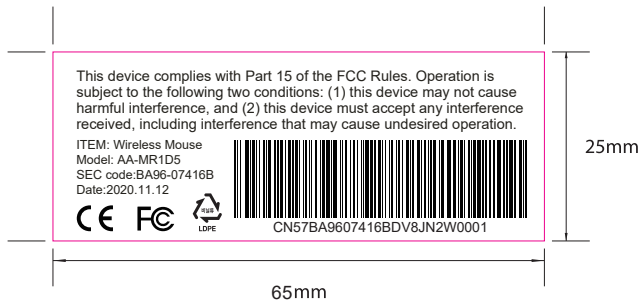 This device complies with Part 15 of the FCC Rules. Operation is
subject to the following two conditions: (1) this device may not cause
harmful interference, and (2) this device must accept any interference
received, including interference that may cause undesired operation.
ITEM: Wireless Mouse
Model: AA-MR1D5
SEC code:BA96-07416B
Date:2020.11.12
CE FC 비닐류
LDPE
CN57BA9607416BDV8JN2W0001
25mm
65mm